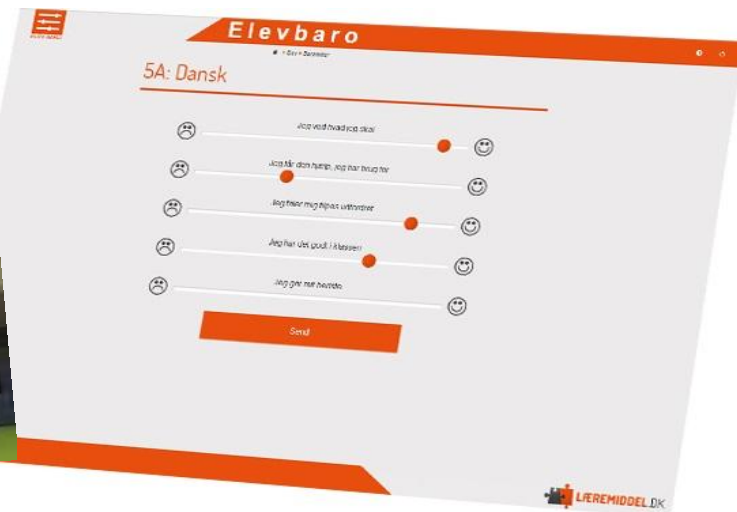 Elevbaro
5A: Dansk
Jeg ved hvad jeg skal
Jeg får den hjælp, jeg har brug for
Jeg føler mig tilpas udfordret
Jeg har det godt i klassen
Jeg gør mit bedste
Send!
LÆREMIDDEL.DK